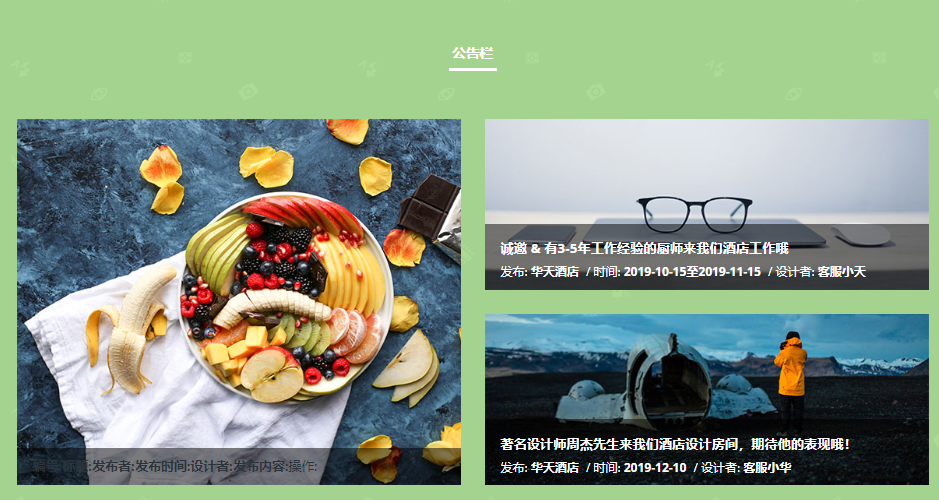 公告栏
:发布者:发布时间:设计者:发布内容:操作:
诚邀 & 有3-5年工作经验的厨师来我们酒店工作哦
发布: 华天酒店 / 时间: 2019-10-15至2019-11-15 / 设计者: 客服小天
著名设计师周杰先生来我们酒店设计房间，期待他的表现哦！
发布: 华天酒店 / 时间: 2019-12-10 / 设计者: 客服小华